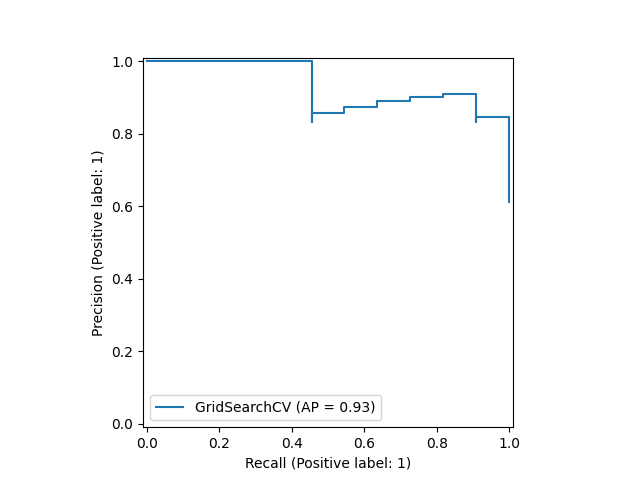 1.0
0.8
0.6
0.4
0.2
0.0
Precision (Positive label: 1)
GridSearchCV (AP = 0.93)
0.0 0.2 0.4 0.6 0.8 1.0
Recall (Positive label: 1)